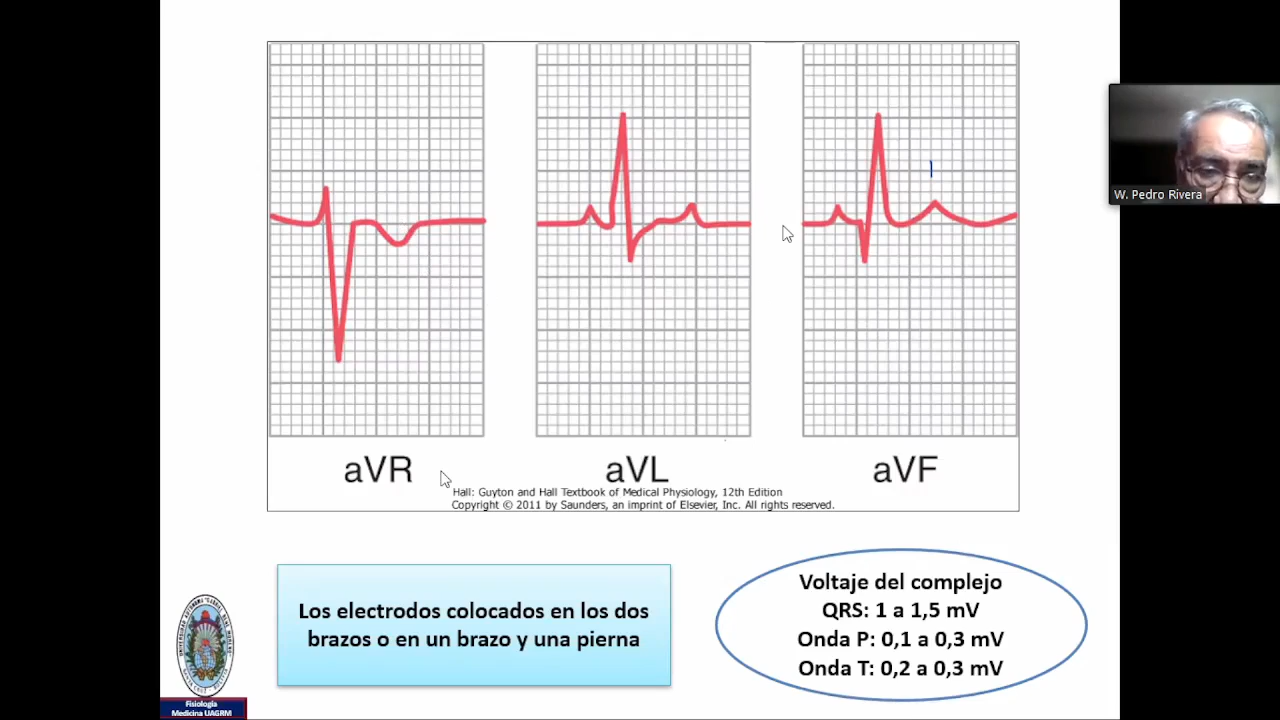 W. Pedro Rivera
aVR
aVL
aVF
Hall: Guyton and Hall Textbook of Medical Physiology, 12th Edition
Copyright © 2011 by Saunders, an imprint of Elsevier, Inc. All rights reserved.
Los electrodos colocados en los dos
brazos o en un brazo y una pierna
Voltaje del complejo
QRS: 1 a 1,5 mV
Onda P: 0,1 a 0,3 mV
Onda T: 0,2 a 0,3 mV
Fisiología
Medicina UAGRM